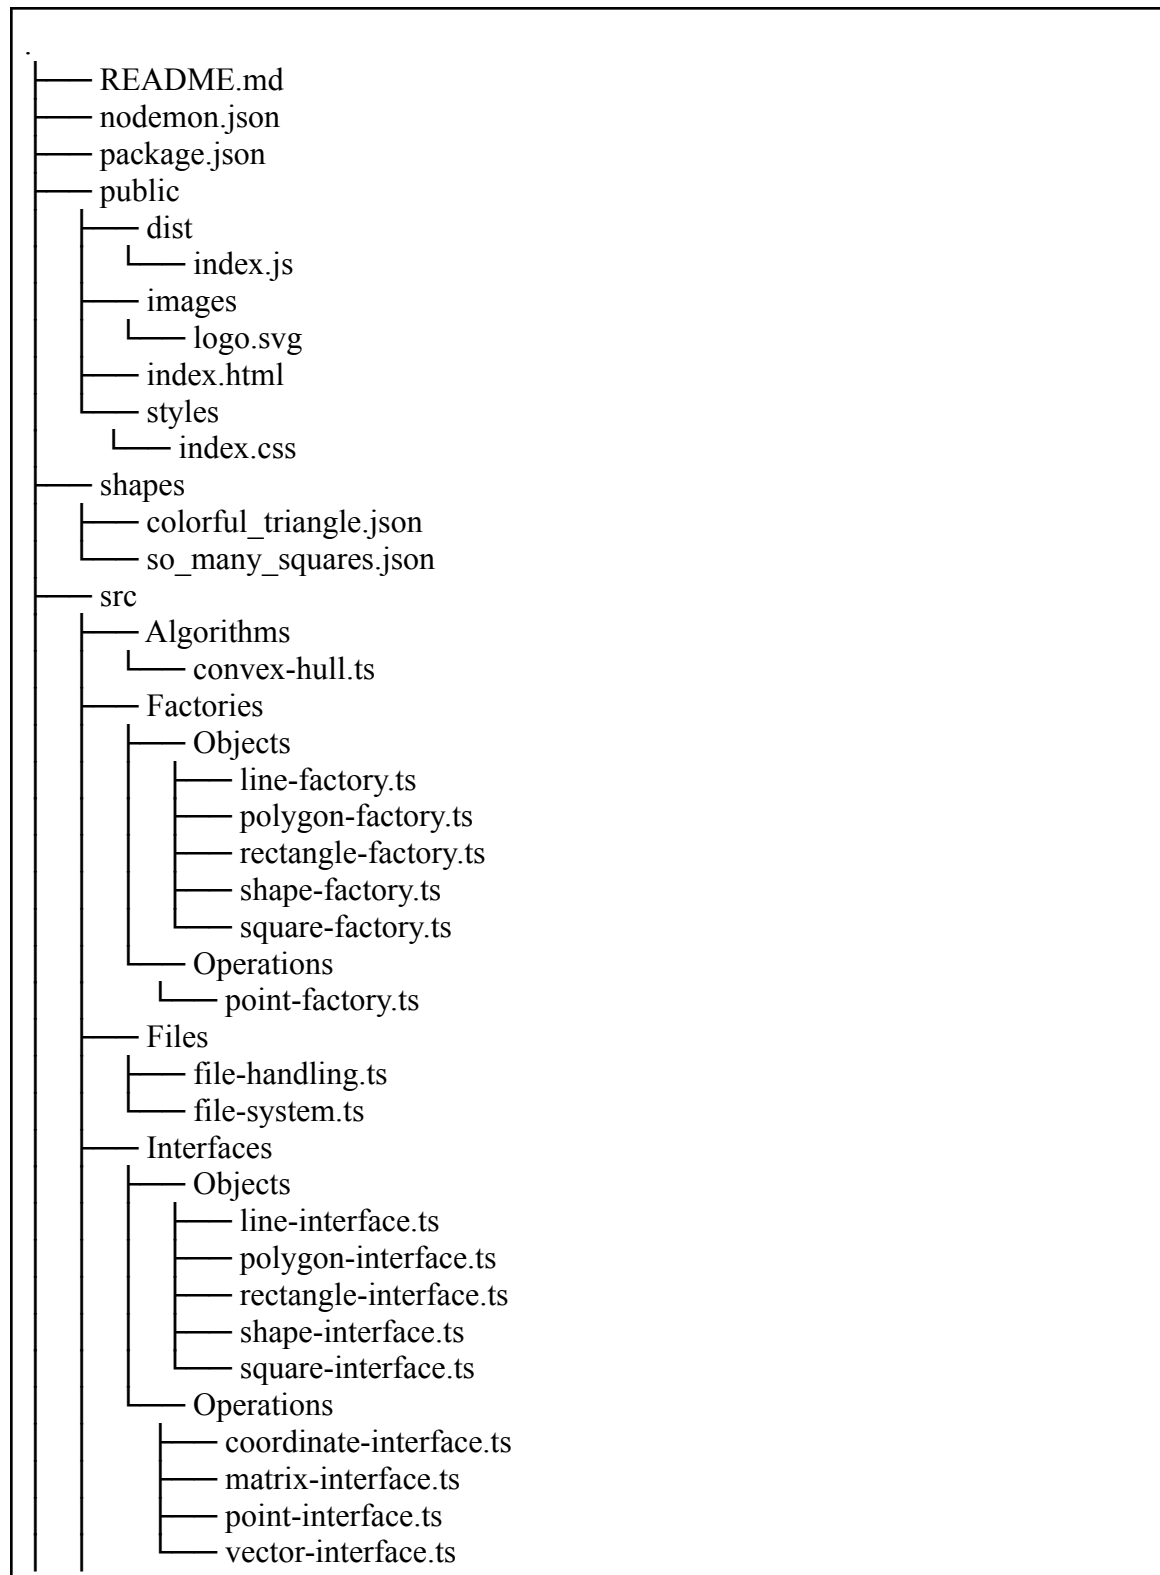 .
├── README.md
├── nodemon.json
├── package.json
├── public
│   ├── dist
│   │   └── index.js
│   ├── images
│   │   └── logo.svg
│   ├── index.html
│   └── styles
│       └── index.css
├── shapes
│   ├── colorful_triangle.json
│   └── so_many_squares.json
├── src
│   ├── Algorithms
│   │   └── convex-hull.ts
│   ├── Factories
│   │   ├── Objects
│   │   │   ├── line-factory.ts
│   │   │   ├── polygon-factory.ts
│   │   │   ├── rectangle-factory.ts
│   │   │   ├── shape-factory.ts
│   │   │   └── square-factory.ts
│   │   └── Operations
│   │       └── point-factory.ts
│   ├── Files
│   │   ├── file-handling.ts
│   │   └── file-system.ts
│   ├── Interfaces
│   │   ├── Objects
│   │   │   ├── line-interface.ts
│   │   │   ├── polygon-interface.ts
│   │   │   ├── rectangle-interface.ts
│   │   │   ├── shape-interface.ts
│   │   │   └── square-interface.ts
│   │   └── Operations
│   │       ├── coordinate-interface.ts
│   │       ├── matrix-interface.ts
│   │       ├── point-interface.ts
│   │       └── vector-interface.ts